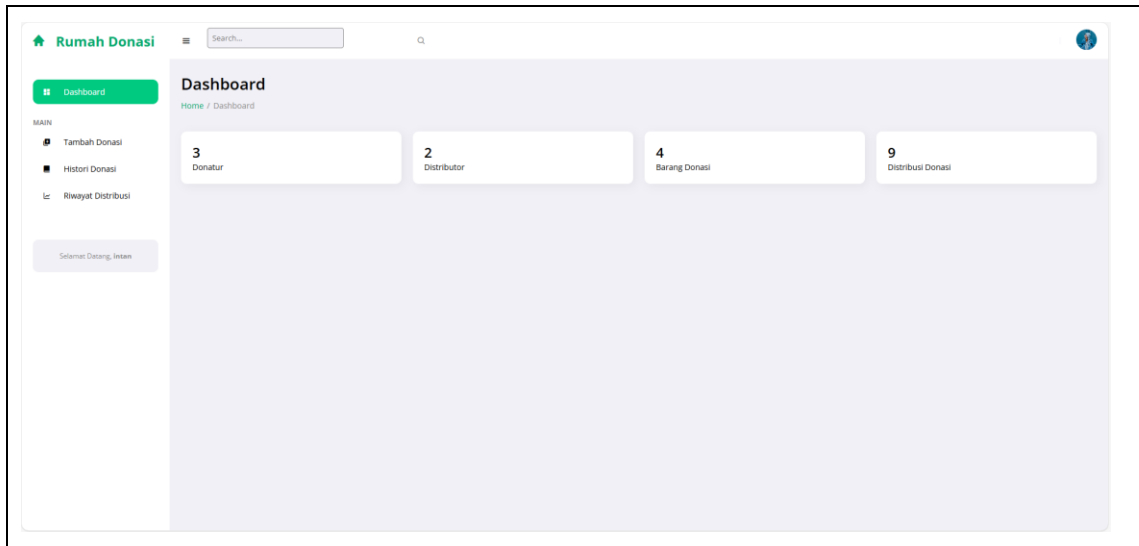 Rumah Donasi
Search...
Dashboard
MAIN
Tambah Donasi
Histori Donasi
Riwayat Distribusi
Selamat Datang, Intan
Dashboard
Home / Dashboard
3
Donatur
2
Distributor
4
Barang Donasi
9
Distribusi Donasi